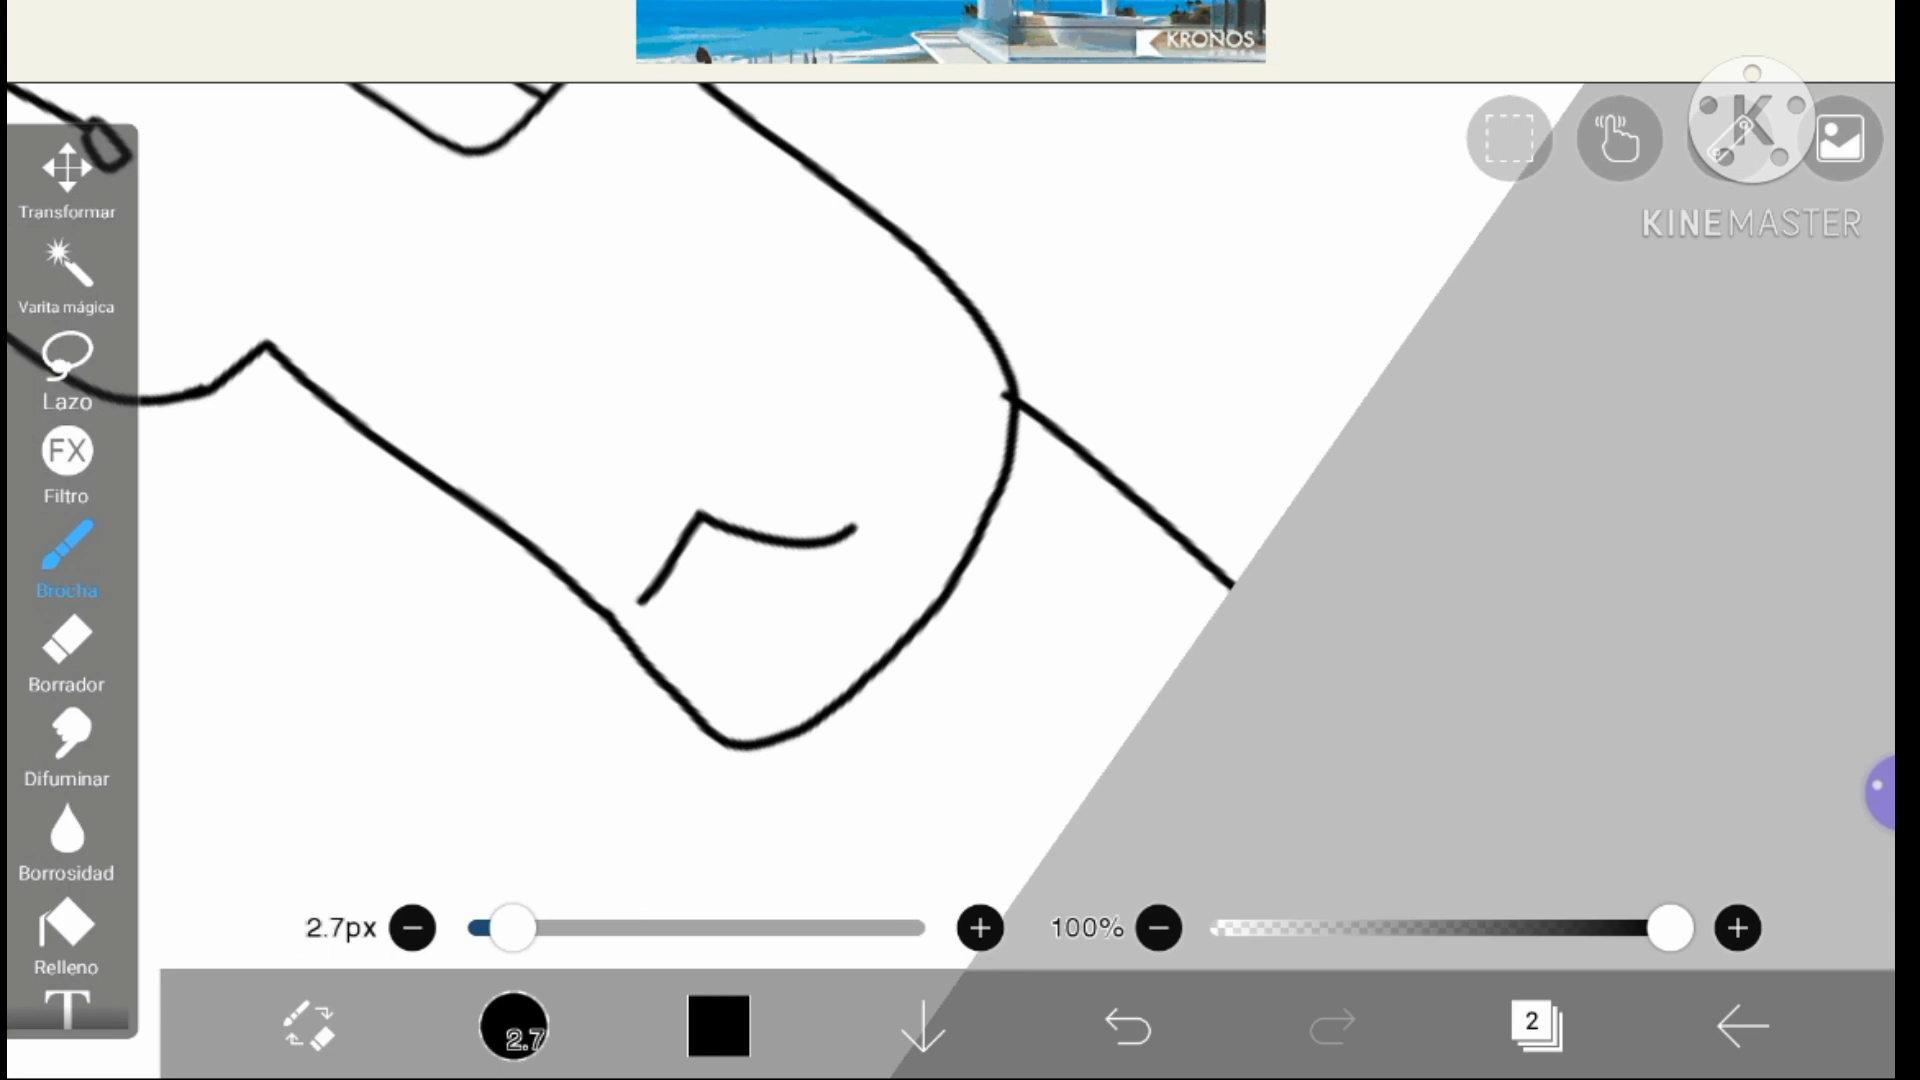 KRONOS
K
KINEMASTER
Transformar
Varita mágica
Lazo
FX
Filtro
Brocha
Borrador
Difuminar
Borrosidad
Relleno
T
2.7px
100%
2.7
2